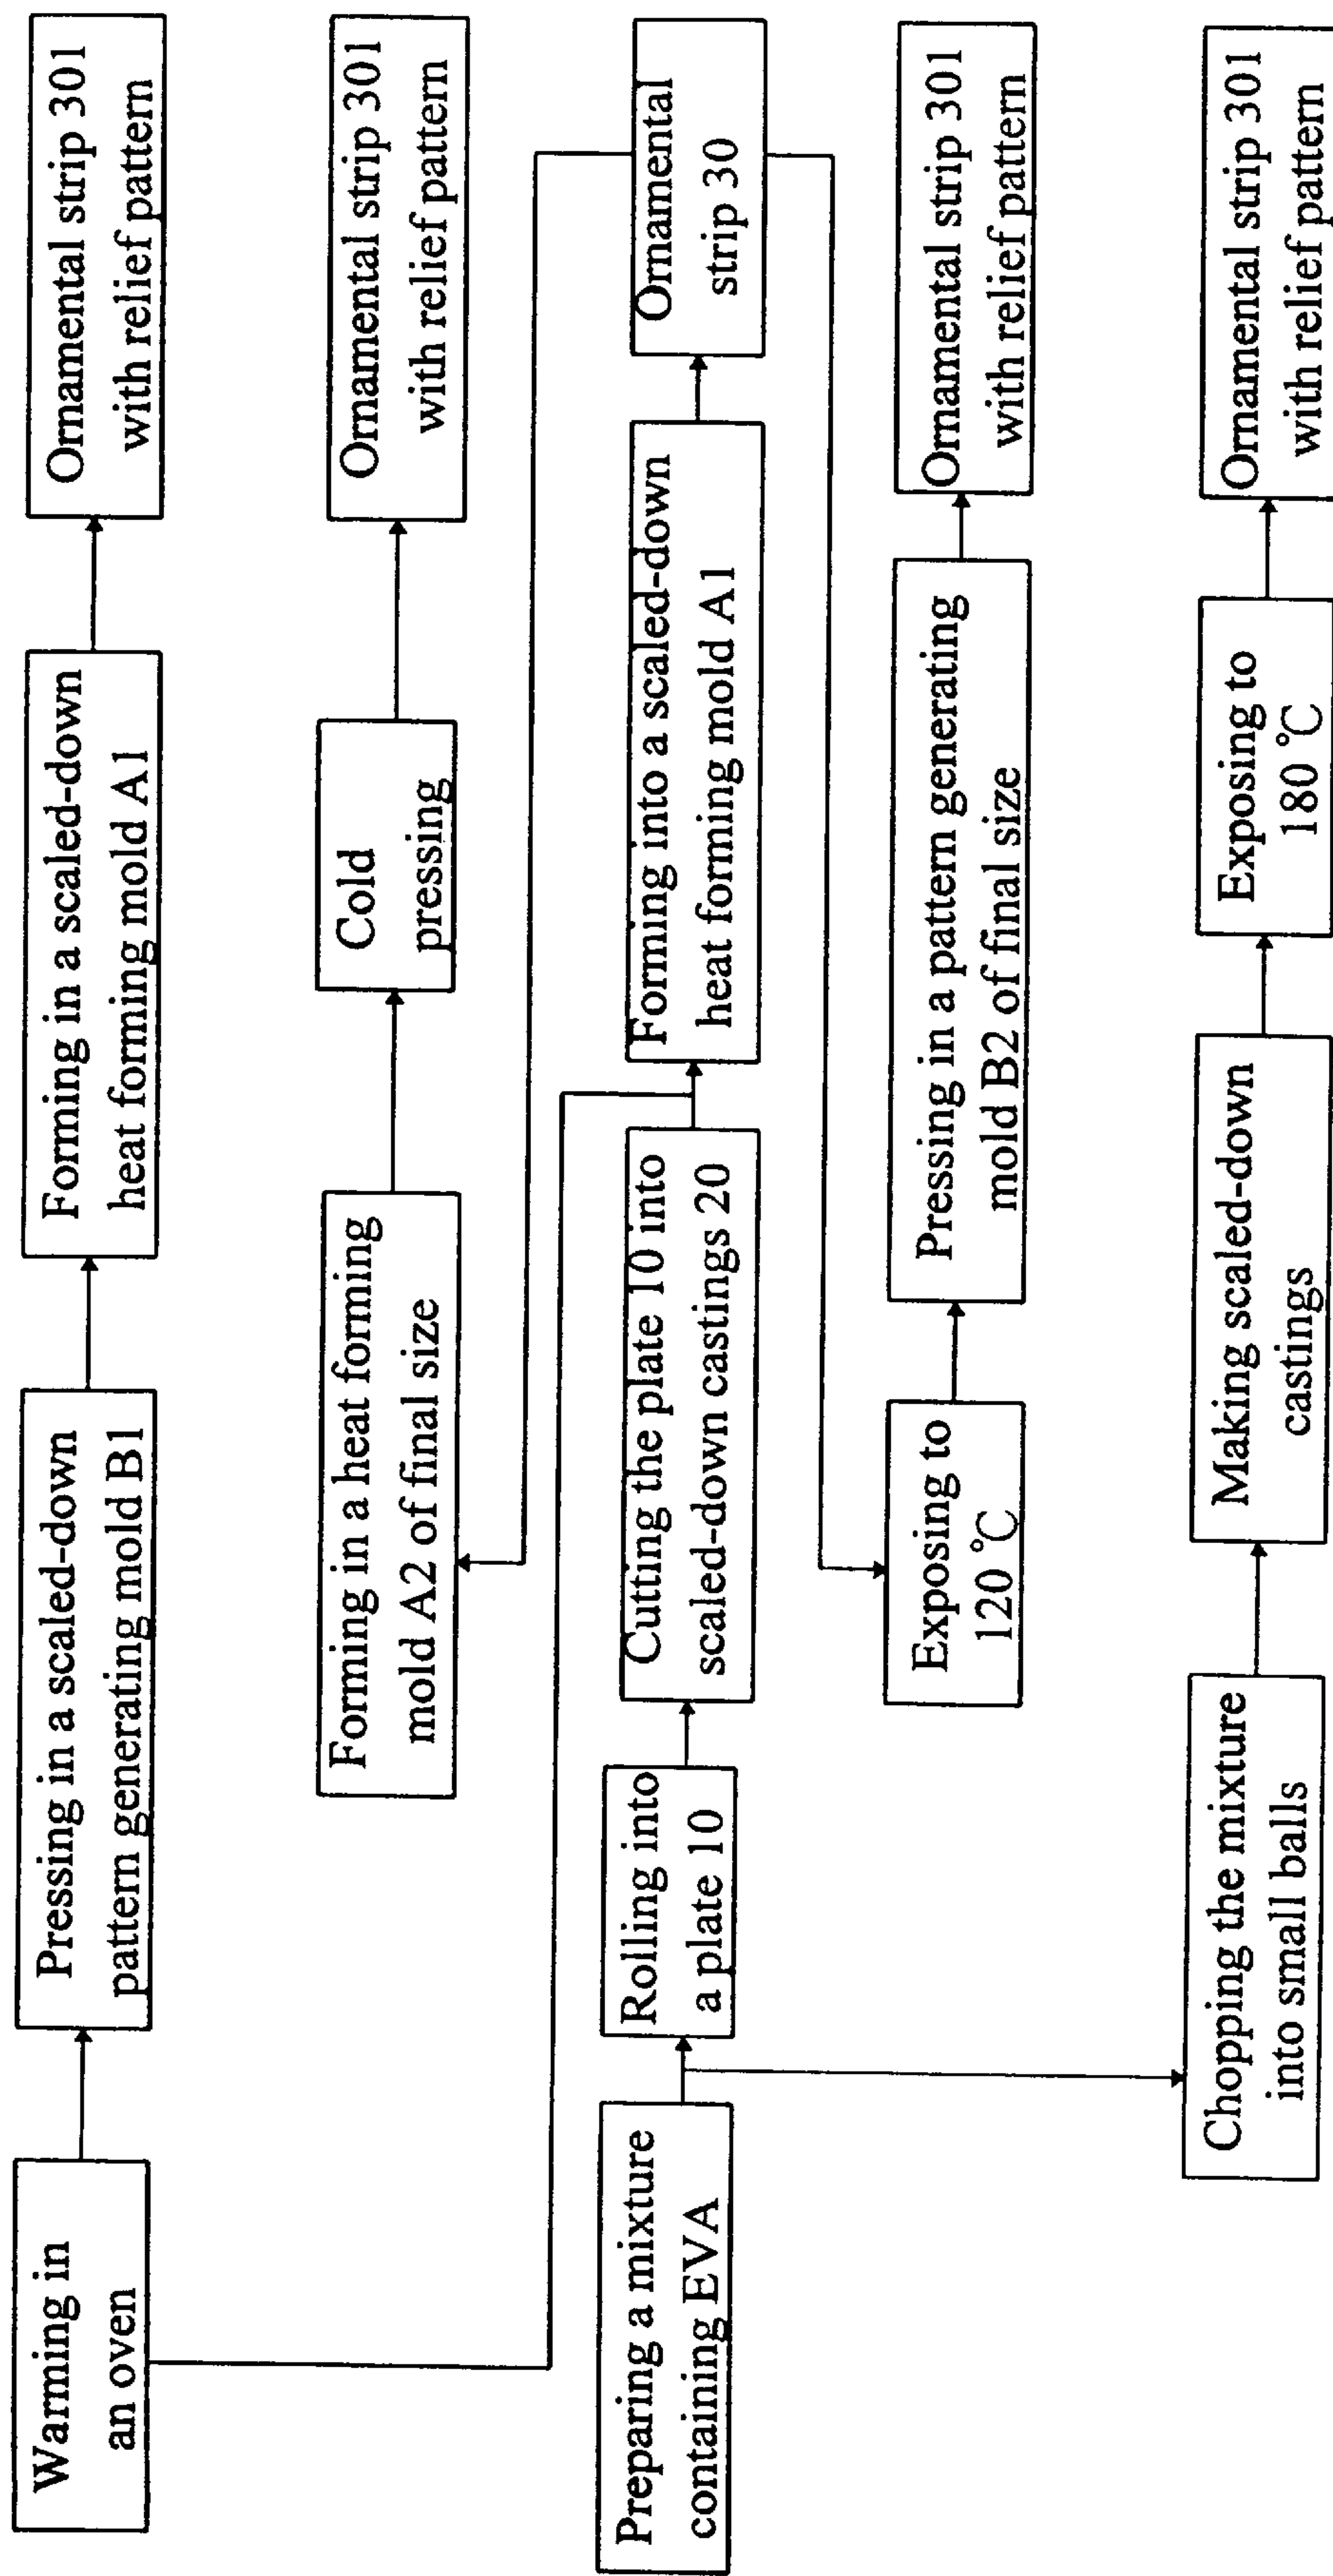 Warming in
an oven
Pressing in a scaled-down
pattern generating mold B1
Forming in a scaled-down
heat forming mold A1
Ornamental strip 301
with relief pattern
Forming in a heat forming
mold A2 of final size
Cold
pressing
Ornamental strip 301
with relief pattern
Preparing a mixture
containing EVA
Rolling into
a plate 10
Cutting the plate 10 into
scaled-down castings 20
Forming into a scaled-down
heat forming mold A1
Ornamental
strip 30
Exposing to
120 ℃
Pressing in a pattern generating
mold B2 of final size
Ornamental strip 301
with relief pattern
Chopping the mixture
into small balls
Making scaled-down
castings
Exposing to
180 ℃
Ornamental strip 301
with relief pattern